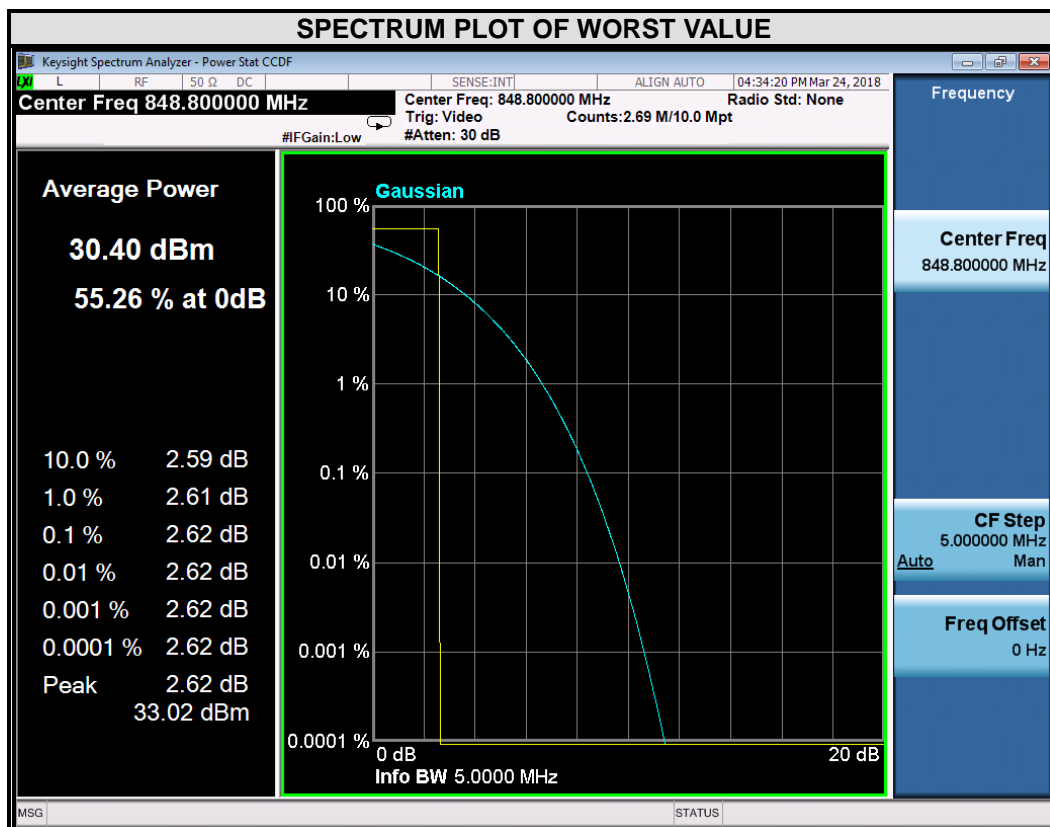 SPECTRUM PLOT OF WORST VALUE
Keysight Spectrum Analyzer - Power Stat CCDF
LXI L RF 50 Ω DC SENSE:INT ALIGN AUTO 04:34:20 PM Mar 24, 2018
Center Freq 848.800000 MHz
Center Freq: 848.800000 MHz Radio Std: None
Trig: Video Counts:2.69 M/10.0 Mpt
#IFGain:Low #Atten: 30 dB
Frequency
Average Power
30.40 dBm
55.26 % at 0dB
10.0 % 2.59 dB
1.0 % 2.61 dB
0.1 % 2.62 dB
0.01 % 2.62 dB
0.001 % 2.62 dB
0.0001 % 2.62 dB
Peak 2.62 dB
33.02 dBm
Gaussian
100 %
10 %
1 %
0.1 %
0.01 %
0.001 %
0.0001 %
0 dB 20 dB
Info BW 5.0000 MHz
Center Freq
848.800000 MHz
CF Step
5.000000 MHz
Auto Man
Freq Offset
0 Hz
MSG STATUS